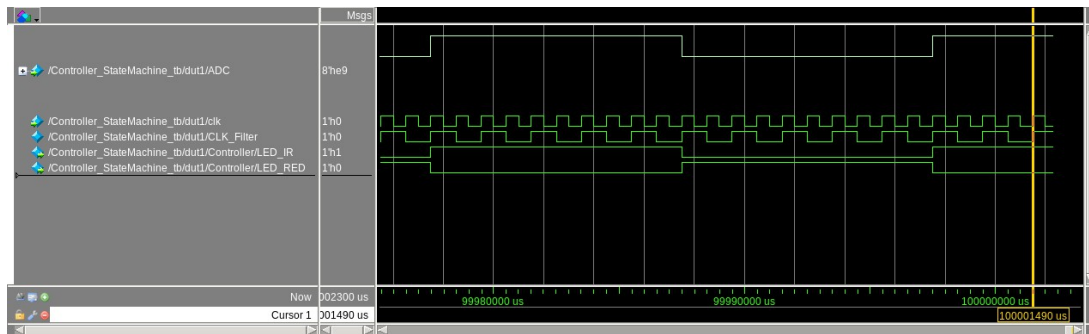 Msgs
/Controller_StateMachine_tb/dut1/ADC 8'he9
/Controller_StateMachine_tb/dut1/clk 1'h0
/Controller_StateMachine_tb/dut1/CLK_Filter 1'h0
/Controller_StateMachine_tb/dut1/Controller/LED_IR 1'h1
/Controller_StateMachine_tb/dut1/Controller/LED_RED 1'h0
Now 002300 us 99980000 us 99990000 us 100000000 us
Cursor 1 001490 us 100001490 us